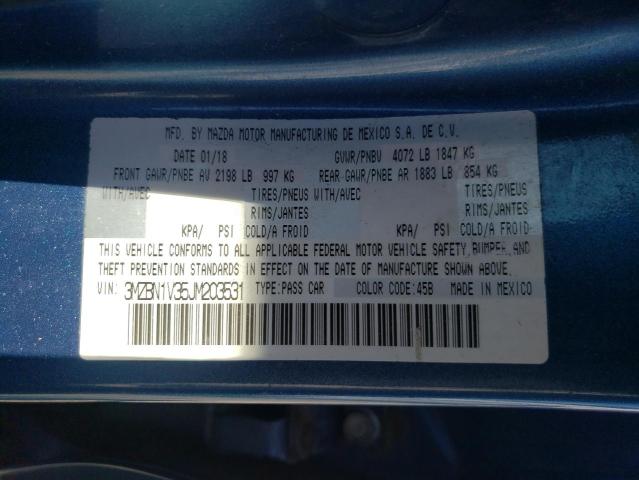 MFD. BY MAZDA MOTOR MANUFACTURING DE MEXICO S.A. DE C.V.
DATE 01/18 GVWR/PNBV 4072 LB 1847 KG
FRONT GAWR/PNBE AV 2198 LB 997 KG REAR GAWR/PNBE AR 1883 LB 854 KG
WITH/AVEC TIRES/PNEUS WITH/AVEC TIRES/PNEUS
RIMS/JANTES RIMS/JANTES
KPA/ PSI COLD/A FROID KPA/ PSI COLD/A FROID
THIS VEHICLE CONFORMS TO ALL APPLICABLE FEDERAL MOTOR VEHICLE SAFETY, BUMPER, AND
THEFT PREVENTION STANDARDS IN EFFECT ON THE DATE OF MANUFACTURE SHOWN ABOVE.
VIN: 3MZBN1V35JM203531 TYPE:PASS CAR COLOR CODE:45B MADE IN MEXICO